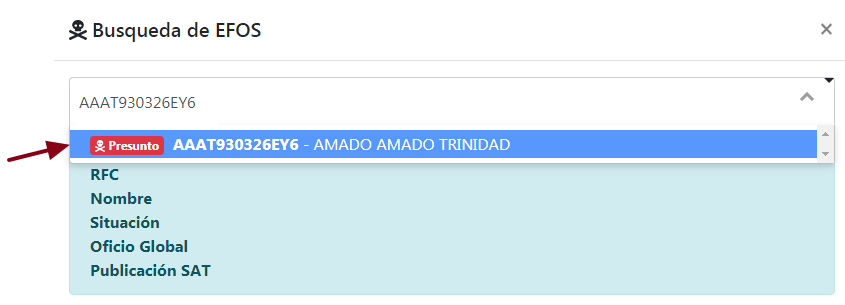 Busqueda de EFOS
×
AAAT930326EY6
Presunto AAAT930326EY6 - AMADO AMADO TRINIDAD
RFC
Nombre
Situación
Oficio Global
Publicación SAT